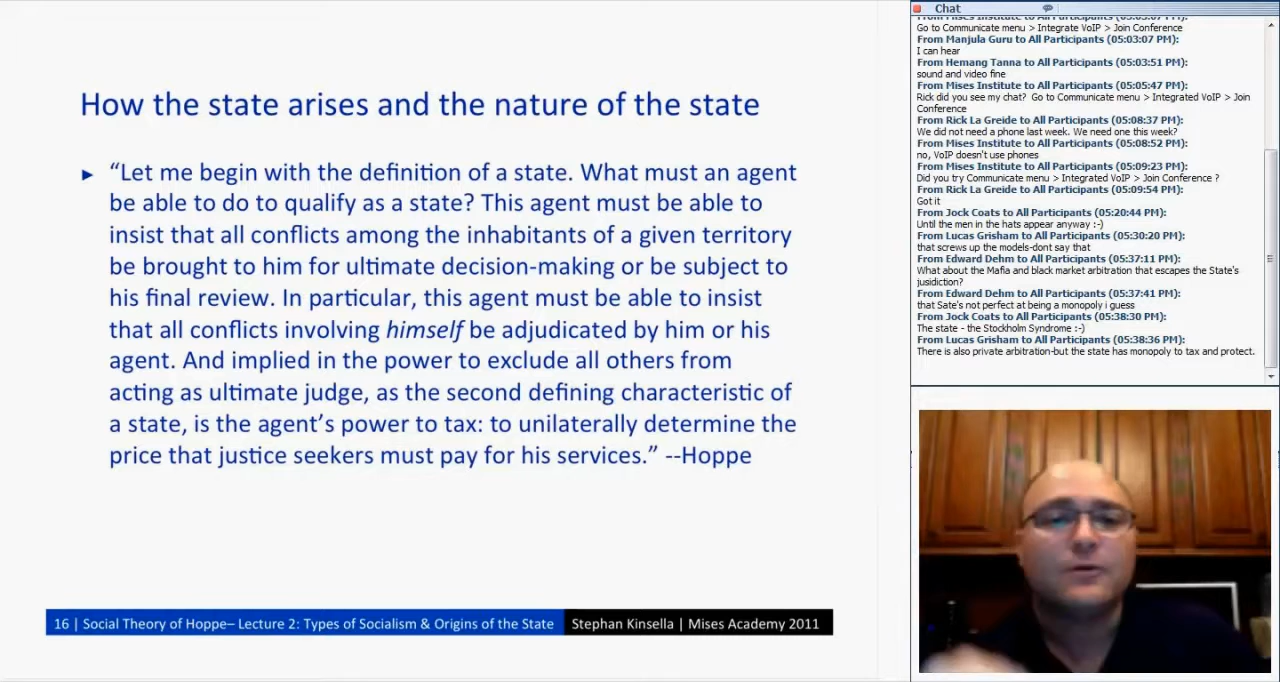 How the state arises and the nature of the state
► “Let me begin with the definition of a state. What must an agent
be able to do to qualify as a state? This agent must be able to
insist that all conflicts among the inhabitants of a given territory
be brought to him for ultimate decision-making or be subject to
his final review. In particular, this agent must be able to insist
that all conflicts involving himself be adjudicated by him or his
agent. And implied in the power to exclude all others from
acting as ultimate judge, as the second defining characteristic of
a state, is the agent’s power to tax: to unilaterally determine the
price that justice seekers must pay for his services.” --Hoppe
16 | Social Theory of Hoppe– Lecture 2: Types of Socialism & Origins of the State
Stephan Kinsella | Mises Academy 2011
Chat
From Mises Institute to All Participants (05:03:07 PM):
Go to Communicate menu > Integrate VoIP > Join Conference
From Manjula Guru to All Participants (05:03:07 PM):
I can hear
From Hemang Tanna to All Participants (05:03:51 PM):
sound and video fine
From Mises Institute to All Participants (05:05:47 PM):
Rick did you see my chat?  Go to Communicate menu > Integrated VoIP > Join
Conference
From Rick La Greide to All Participants (05:08:37 PM):
We did not need a phone last week. We need one this week?
From Mises Institute to All Participants (05:08:52 PM):
no, VoIP doesn't use phones
From Mises Institute to All Participants (05:09:23 PM):
Did you try Communicate menu > Integrated VoIP > Join Conference ?
From Rick La Greide to All Participants (05:09:54 PM):
Got it
From Jock Coats to All Participants (05:20:44 PM):
Until the men in the hats appear anyway :-)
From Lucas Grisham to All Participants (05:30:20 PM):
that screws up the models-dont say that
From Edward Dehm to All Participants (05:37:11 PM):
What about the Mafia and black market arbitration that escapes the State's
jusidiction?
From Edward Dehm to All Participants (05:37:41 PM):
that Sate's not perfect at being a monopoly i guess
From Jock Coats to All Participants (05:38:30 PM):
The state - the Stockholm Syndrome :-)
From Lucas Grisham to All Participants (05:38:36 PM):
There is also private arbitration-but the state has monopoly to tax and protect.